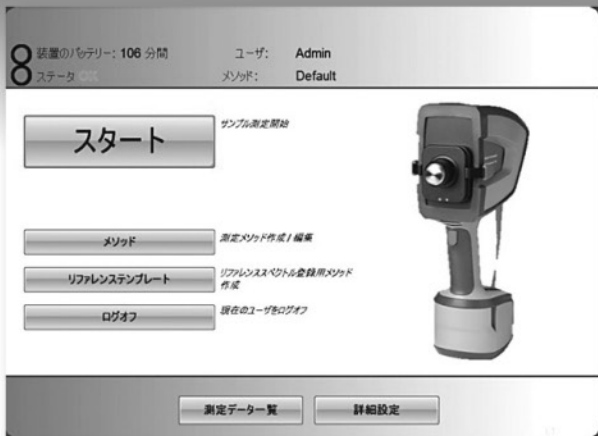 装置のバッテリー: 106 分間
ユーザ: Admin
ステータ
メソッド: Default
スタート
サンプル測定開始
メソッド
測定メソッド作成 / 編集
リファレンステンプレート
リファレンススペクトル登録用メソッド
作成
ログオフ
現在のユーザをログオフ
測定データ一覧
詳細設定